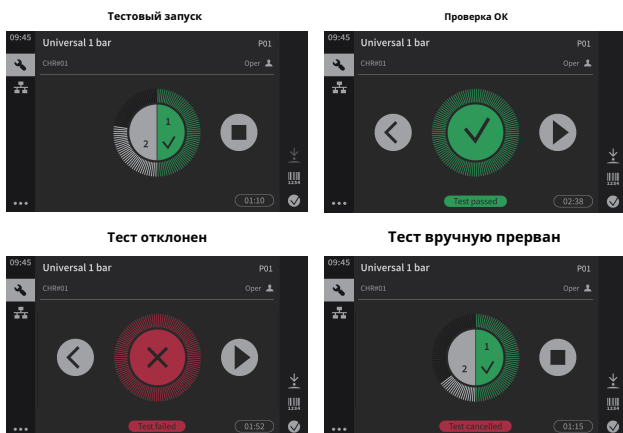 Тестовый запуск
Проверка OK
09:45 Universal 1 bar P01
CHR#01 Oper
1
2
1234
01:10
09:45 Universal 1 bar P01
CHR#01 Oper
1234
Test passed 02:38
Тест отклонен
Тест вручную прерван
09:45 Universal 1 bar P01
CHR#01 Oper
1234
Test failed 01:52
09:45 Universal 1 bar P01
CHR#01 Oper
1
2
1234
Test cancelled 01:15